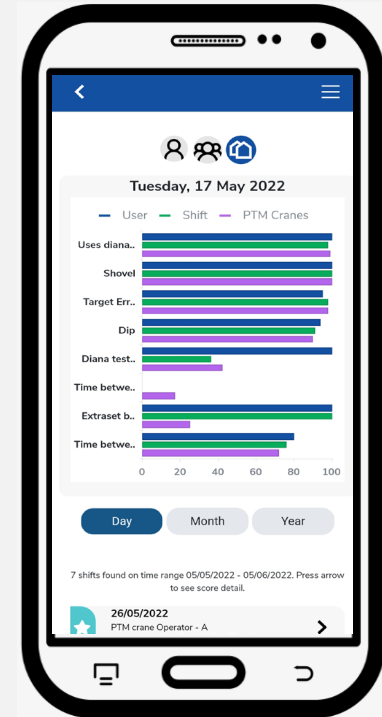 Tuesday, 17 May 2022
User Shift PTM Cranes
Uses diana..
Shovel
Target Err..
Dip
Diana test..
Time betwe..
Extraset b..
Time betwe..
0 20 40 60 80 100
Day Month Year
7 shifts found on time range 05/05/2022 - 05/06/2022. Press arrow
to see score detail.
26/05/2022
PTM crane Operator - A